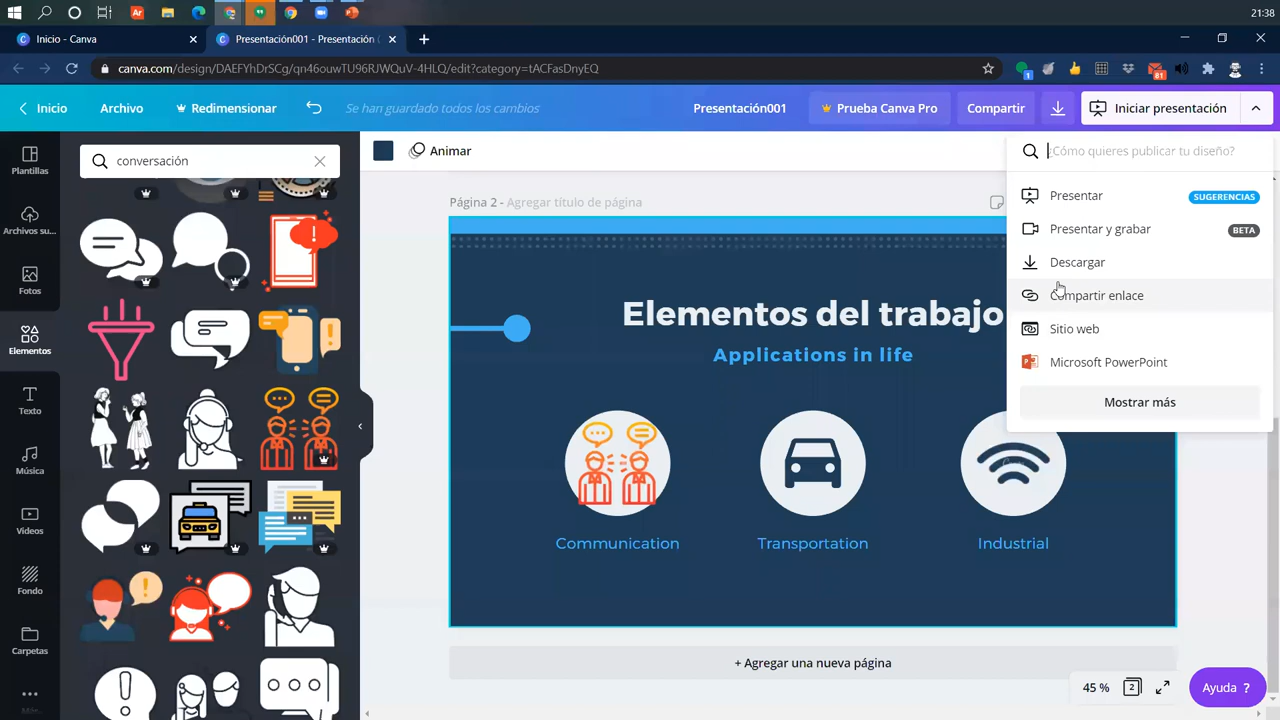 21:38
Inicio - Canva
Presentación001 - Presentación (
canva.com/design/DAEFYhDrSCg/qn46ouwTU96RJWQuV-4HLQ/edit?category=tACFasDnyEQ
1
81
Inicio
Archivo
Redimensionar
Se han guardado todos los cambios
Presentación001
Prueba Canva Pro
Compartir
Iniciar presentación
Plantillas
Archivos su...
Fotos
Elementos
Texto
Música
Videos
Fondo
Carpetas
Más
conversación
Animar
Página 2 - Agregar título de página
Elementos del trabajo
Applications in life
Communication
Transportation
Industrial
+ Agregar una nueva página
¿Cómo quieres publicar tu diseño?
Presentar
SUGERENCIAS
Presentar y grabar
BETA
Descargar
Compartir enlace
Sitio web
Microsoft PowerPoint
Mostrar más
45 %
2
Ayuda ?